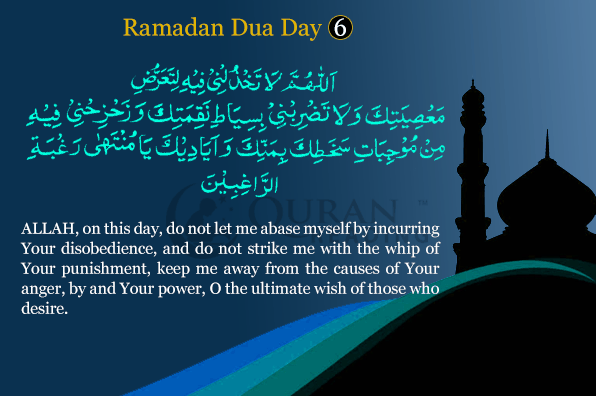 Ramadan Dua Day 6
اَللّٰهُمَّ لَا تَخْذُلْنِيْ فِيْهِ لِتَعَرُّضِ
مَعْصِيَتِكَ وَلَا تَضْرِبْنِيْ بِسِيَاطِ نَقِمَتِكَ وَزَحْزِحْنِيْ فِيْهِ
مِنْ مُوْجِبَاتِ سَخَطِكَ بِمَنِّكَ وَاَيَادِيْكَ يَا مُنْتَهٰى رَغْبَةِ
الرَّاغِبِيْنَ
QURAN ™
ALLAH, on this day, do not let me abase myself by incurring
Your disobedience, and do not strike me with the whip of
Your punishment, keep me away from the causes of Your
anger, by and Your power, O the ultimate wish of those who
desire.